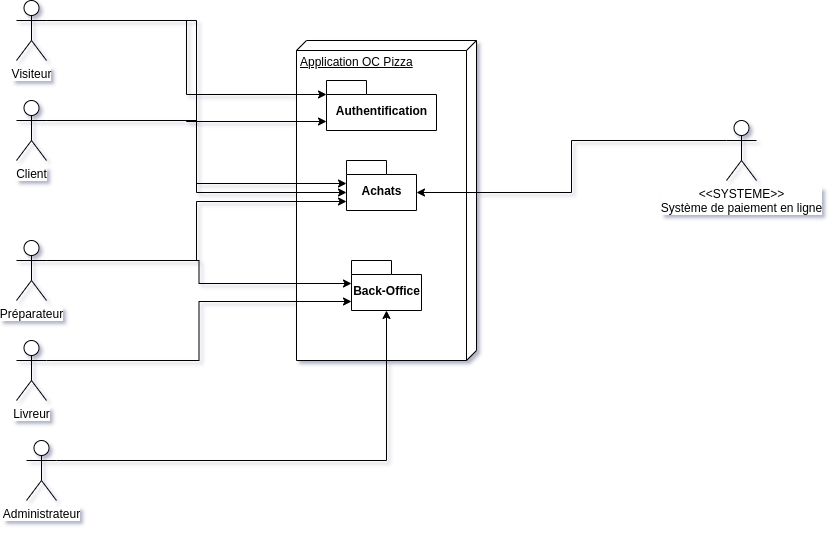 Visiteur
Application OC Pizza
Authentification
Client
Achats
<<SYSTEME>>
Système de paiement en ligne
Back-Office
Préparateur
Livreur
Administrateur